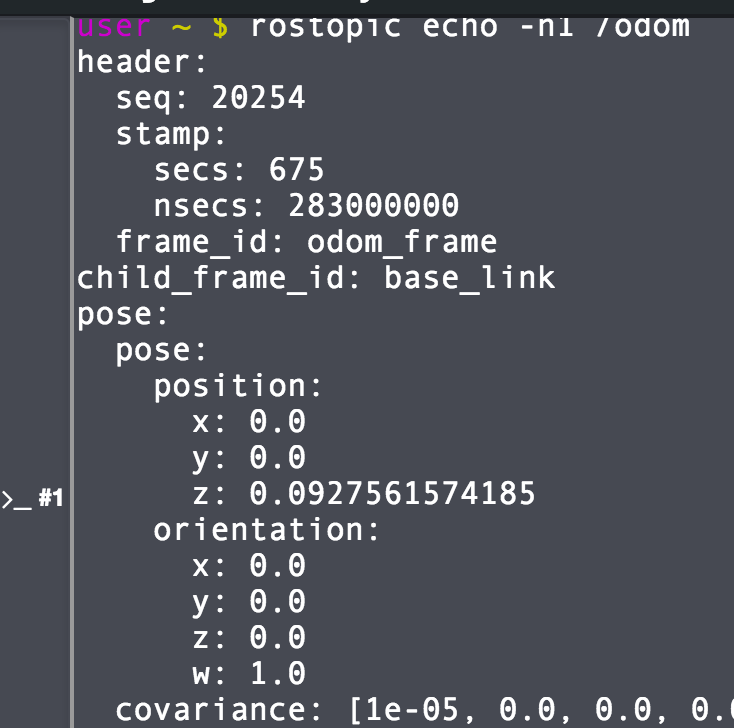 user ~ $ rostopic echo -n1 /odom
header:
  seq: 20254
  stamp:
    secs: 675
    nsecs: 283000000
  frame_id: odom_frame
child_frame_id: base_link
pose:
  pose:
    position:
      x: 0.0
      y: 0.0
      z: 0.0927561574185
    orientation:
      x: 0.0
      y: 0.0
      z: 0.0
      w: 1.0
  covariance: [1e-05, 0.0, 0.0, 0.
>_ #1